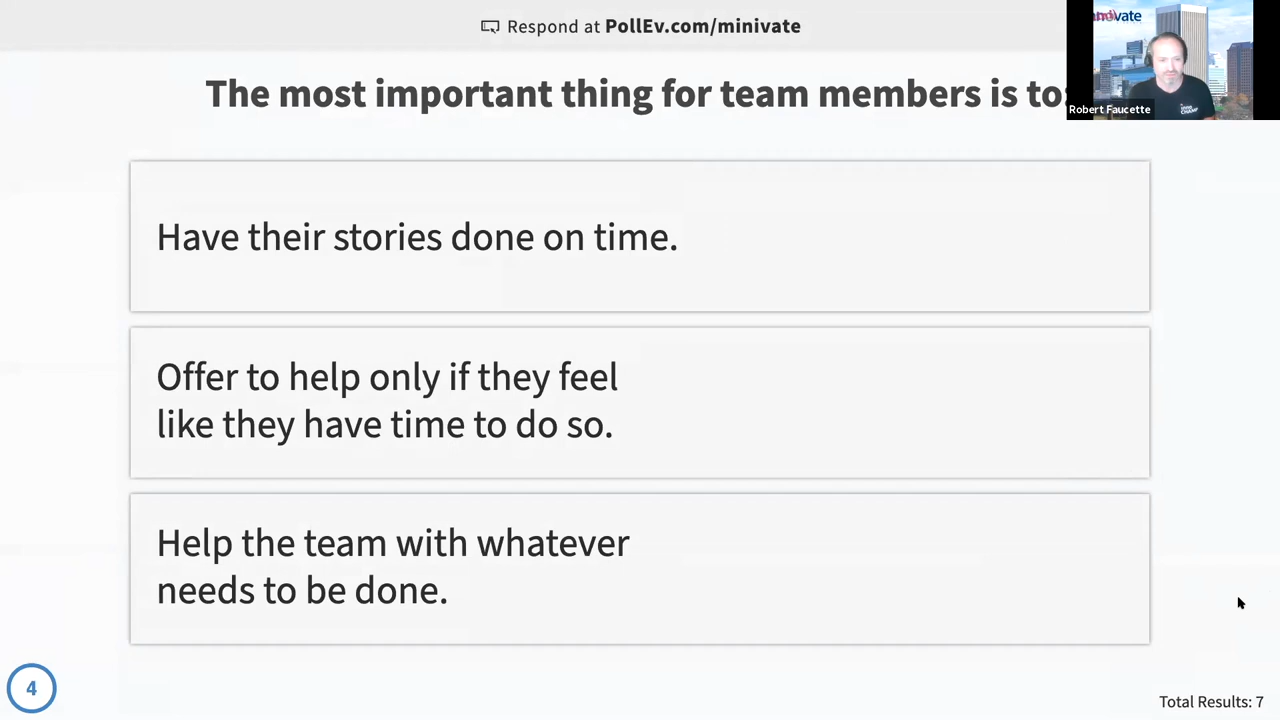 Respond at PollEv.com/minivate
The most important thing for team members is to
Robert Faucette
Have their stories done on time.
Offer to help only if they feel
like they have time to do so.
Help the team with whatever
needs to be done.
4
Total Results: 7